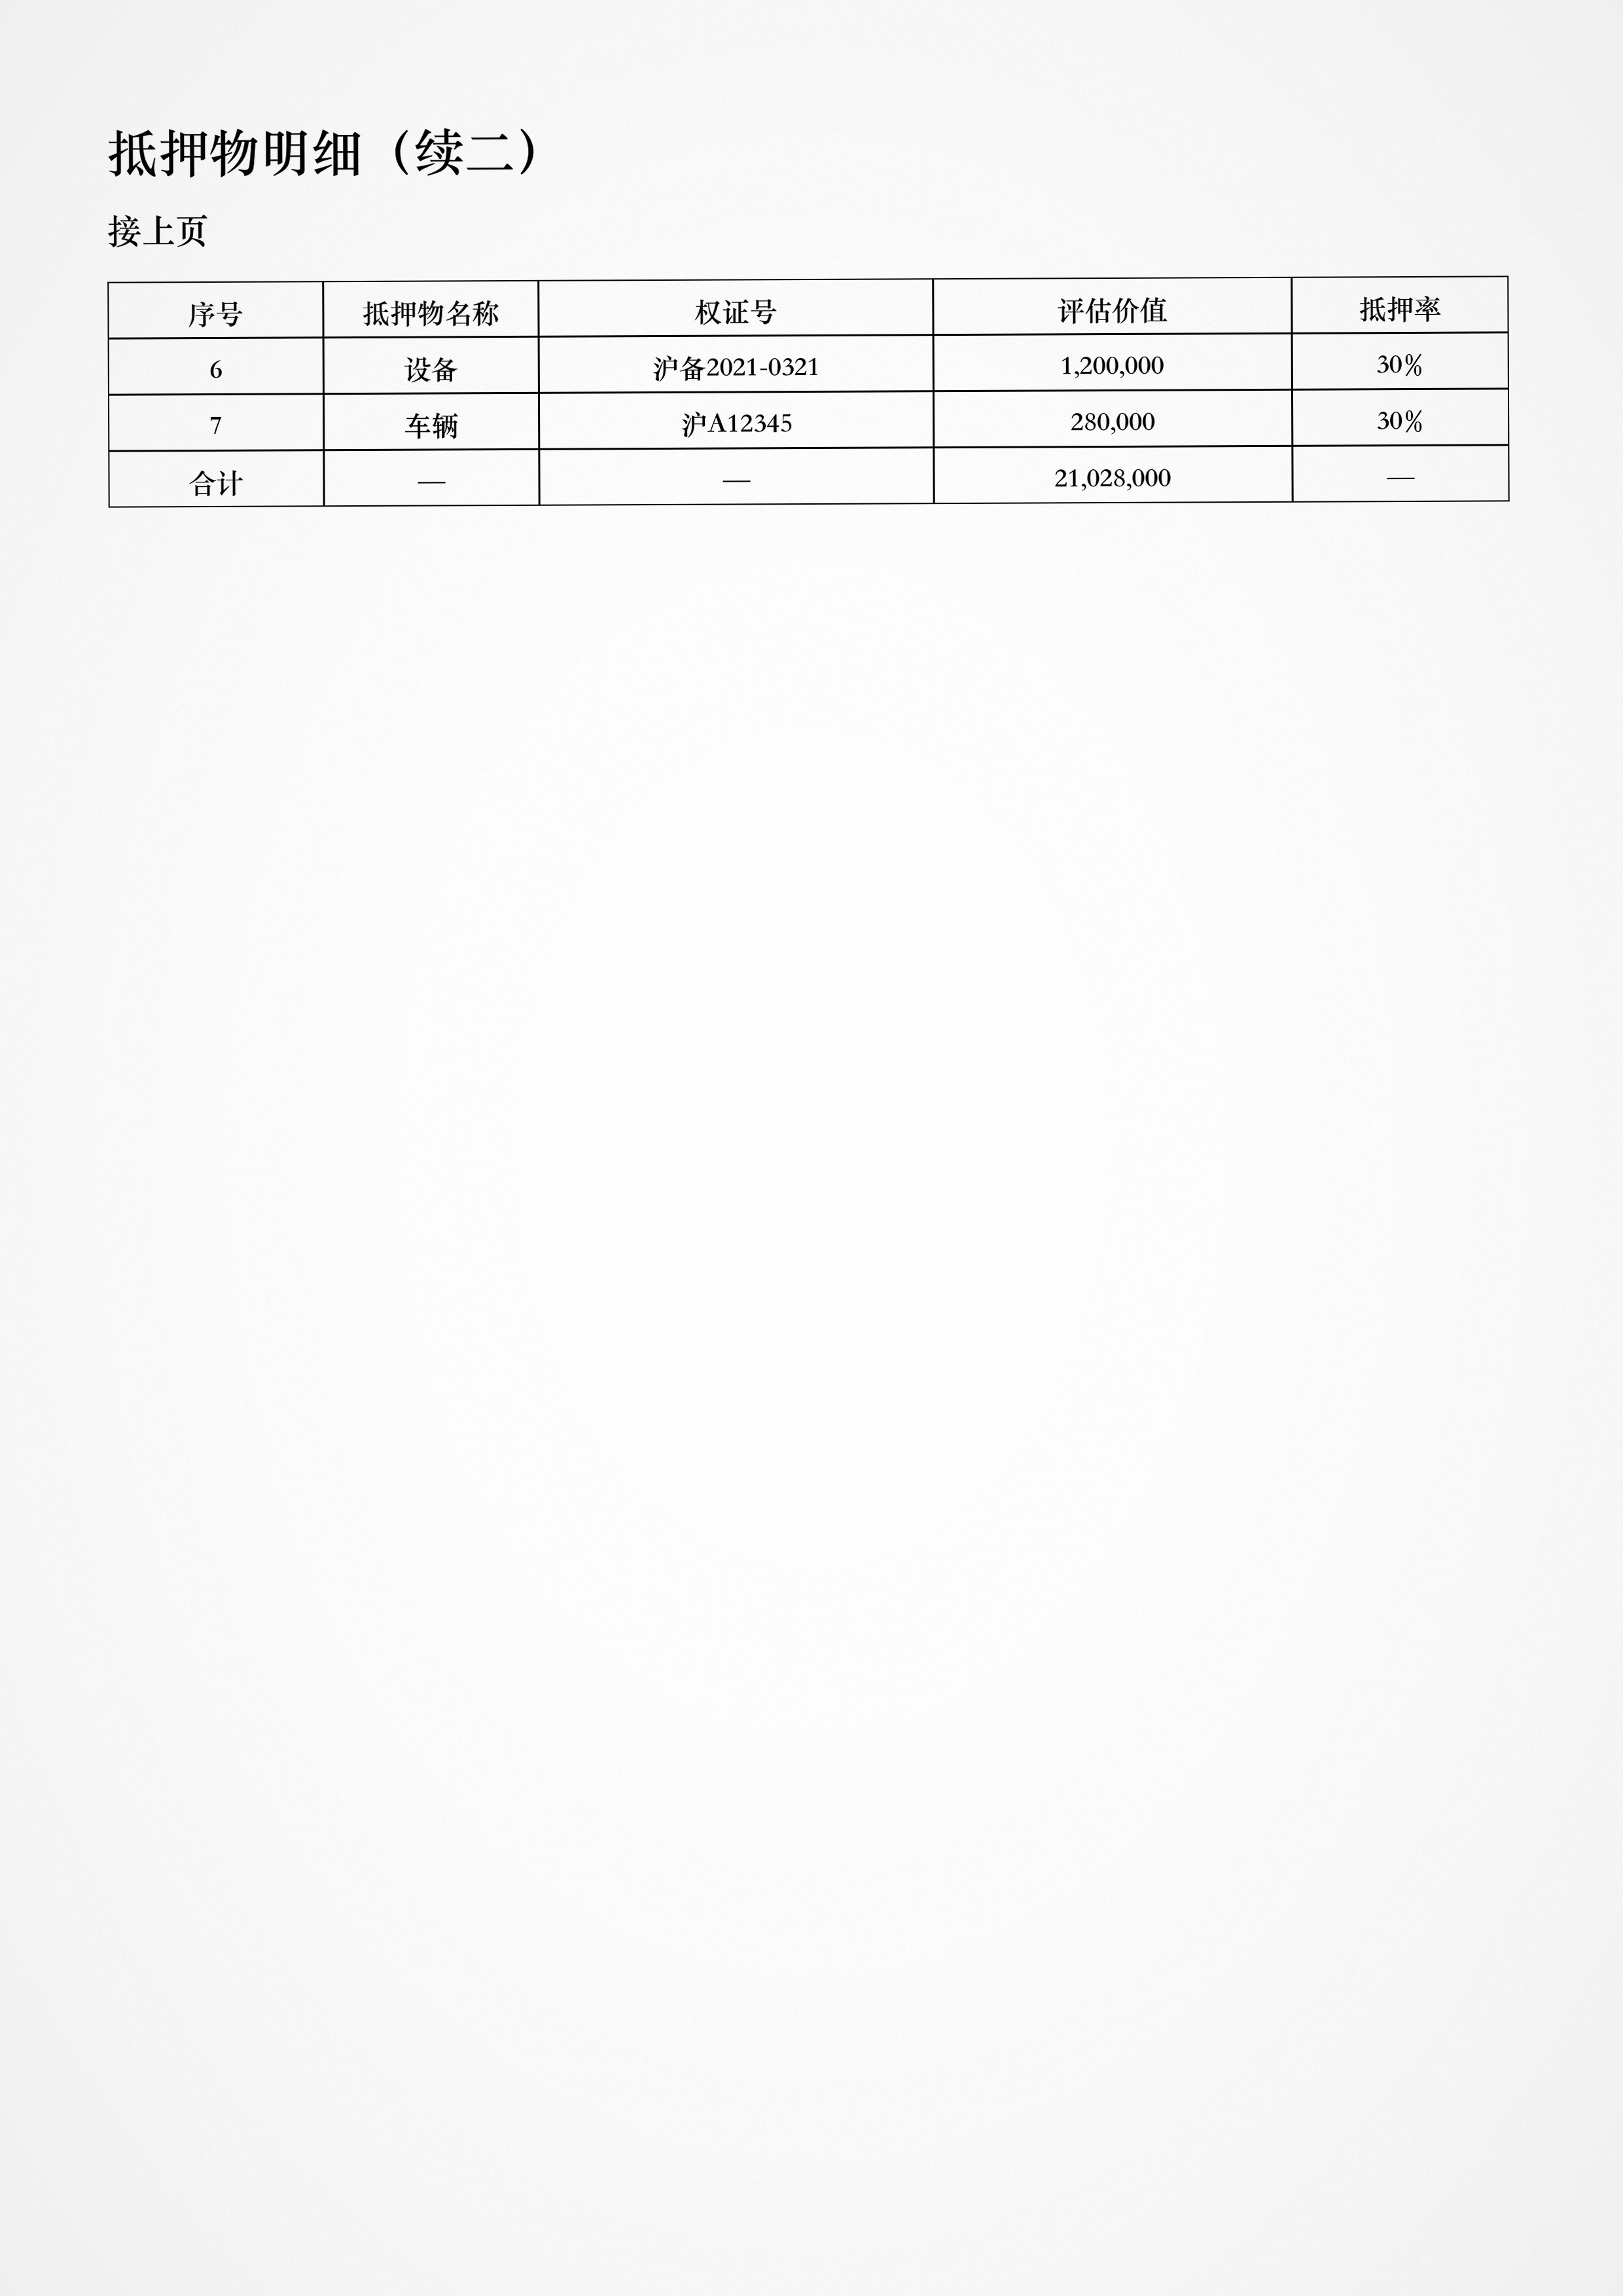 抵押物明细（续二）
接上页
序号 抵押物名称 权证号 评估价值 抵押率
6 设备 沪备2021-0321 1,200,000 30%
7 车辆 沪A12345 280,000 30%
合计 — — 21,028,000 —